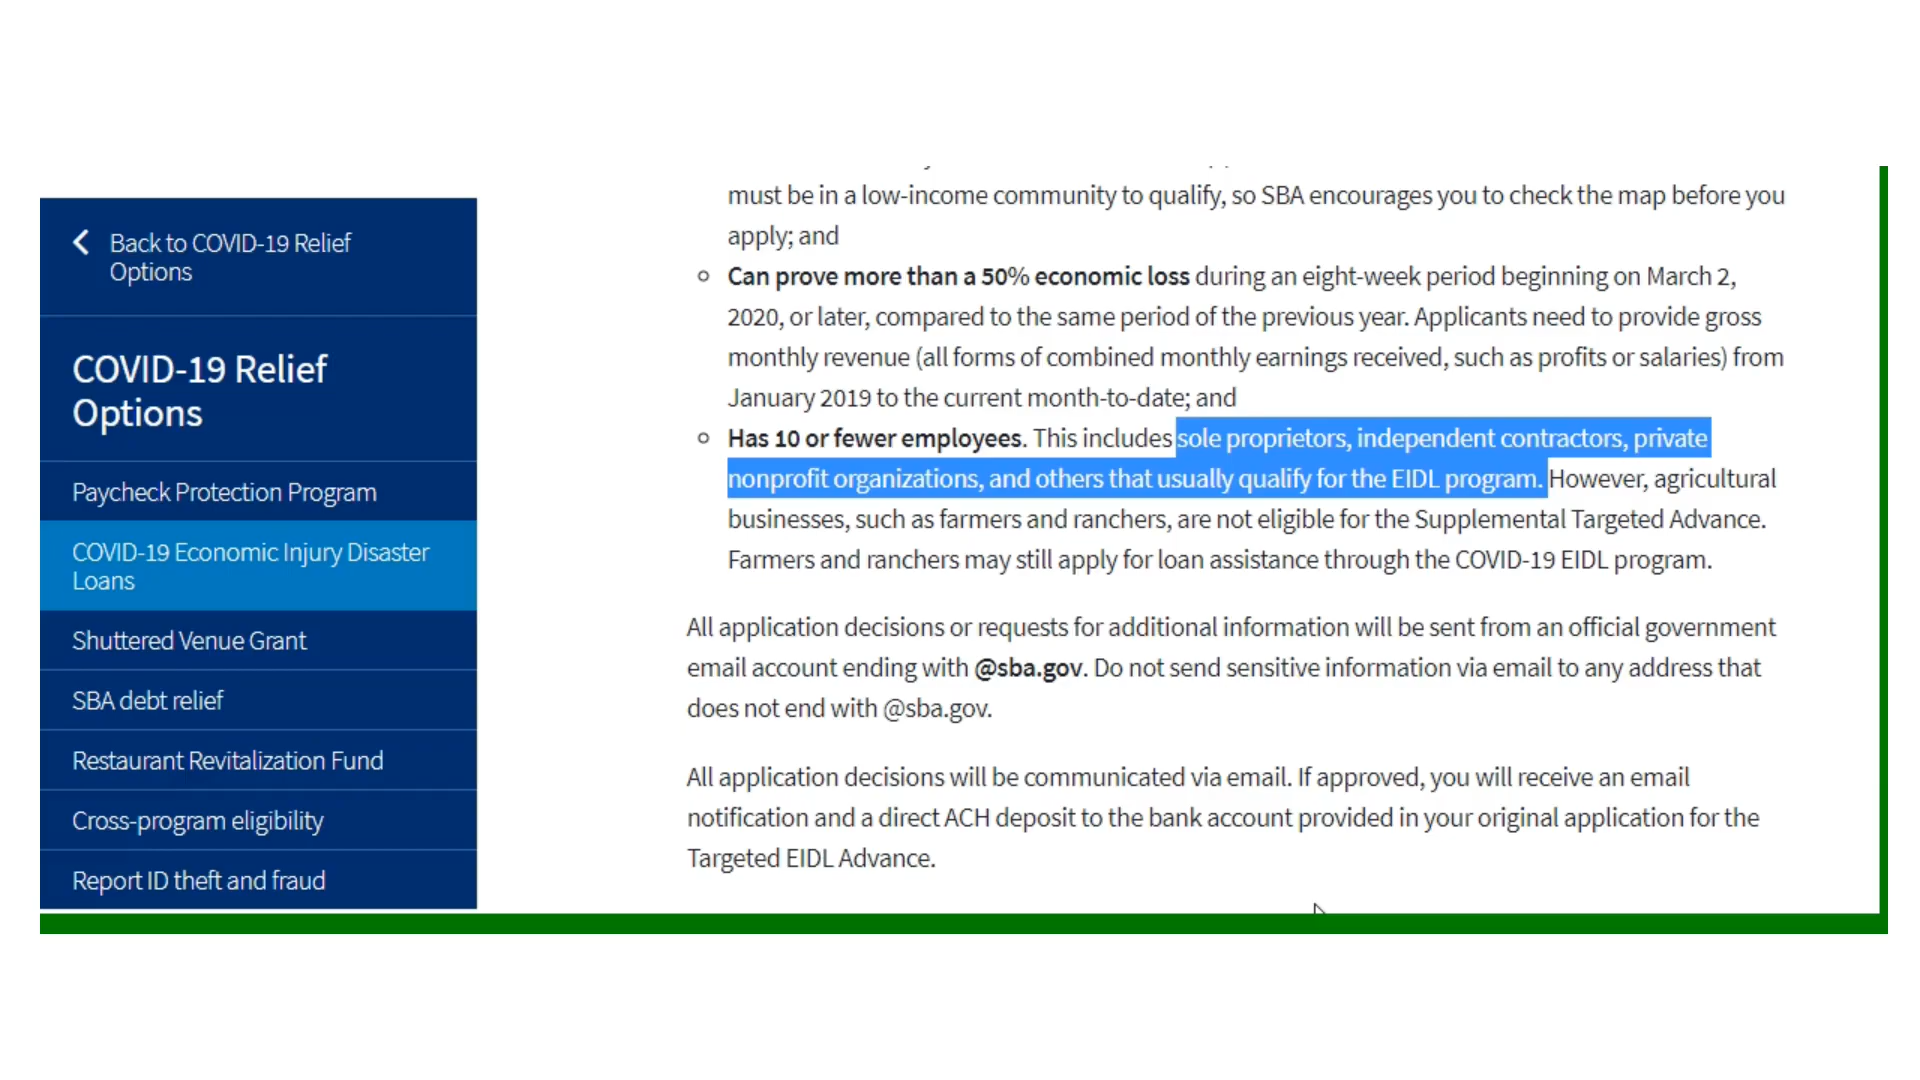 Back to COVID-19 Relief
Options
COVID-19 Relief
Options
Paycheck Protection Program
COVID-19 Economic Injury Disaster
Loans
Shuttered Venue Grant
SBA debt relief
Restaurant Revitalization Fund
Cross-program eligibility
Report ID theft and fraud
must be in a low-income community to qualify, so SBA encourages you to check the map before you
apply; and
Can prove more than a 50% economic loss during an eight-week period beginning on March 2,
2020, or later, compared to the same period of the previous year. Applicants need to provide gross
monthly revenue (all forms of combined monthly earnings received, such as profits or salaries) from
January 2019 to the current month-to-date; and
Has 10 or fewer employees. This includes sole proprietors, independent contractors, private
nonprofit organizations, and others that usually qualify for the EIDL program. However, agricultural
businesses, such as farmers and ranchers, are not eligible for the Supplemental Targeted Advance.
Farmers and ranchers may still apply for loan assistance through the COVID-19 EIDL program.
All application decisions or requests for additional information will be sent from an official government
email account ending with @sba.gov. Do not send sensitive information via email to any address that
does not end with @sba.gov.
All application decisions will be communicated via email. If approved, you will receive an email
notification and a direct ACH deposit to the bank account provided in your original application for the
Targeted EIDL Advance.